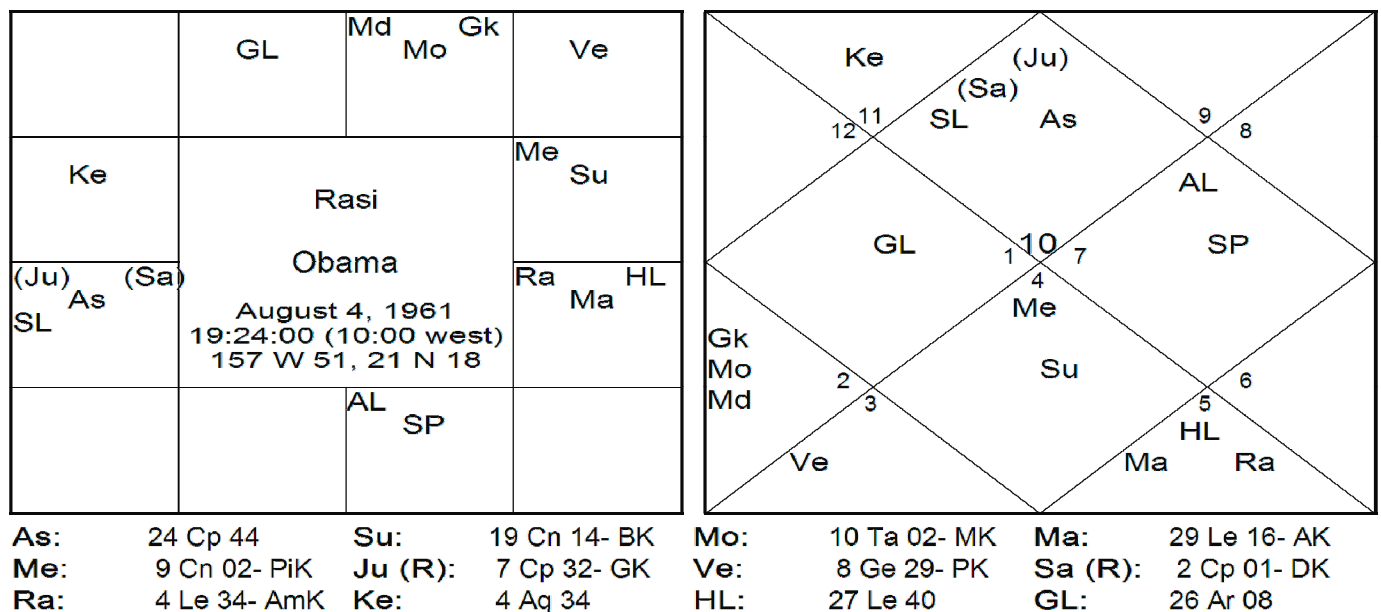 GL
Md Gk
Mo
Ve
Ke
Me
Su
Rasi
Obama
August 4, 1961
19:24:00 (10:00 west)
157 W 51, 21 N 18
(Ju) (Sa)
As
SL
Ra HL
Ma
AL
SP
Ke
(Ju)
(Sa)
SL As
12 11
9 8
AL
GL
SP
1 10 7
4
Me
Gk
Mo
Md
Su
2 3
6 5
HL
Ve
Ma Ra
As: 24 Cp 44 Su: 19 Cn 14- BK Mo: 10 Ta 02- MK Ma: 29 Le 16- AK
Me: 9 Cn 02- PiK Ju (R): 7 Cp 32- GK Ve: 8 Ge 29- PK Sa (R): 2 Cp 01- DK
Ra: 4 Le 34- AmK Ke: 4 Aq 34 HL: 27 Le 40 GL: 26 Ar 08